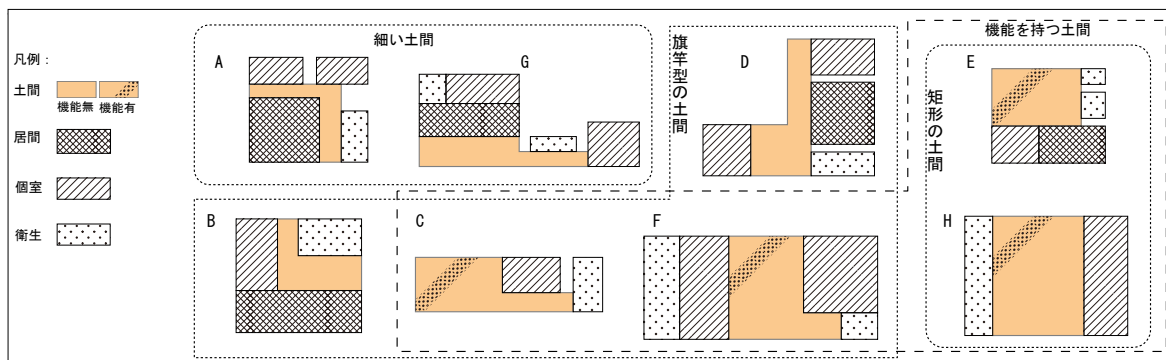 凡例：
土間
機能無 機能有
居間
個室
衛生
細い土間
A
G
旗竿型の土間
D
機能を持つ土間
E
矩形の土間
B
C
F
H